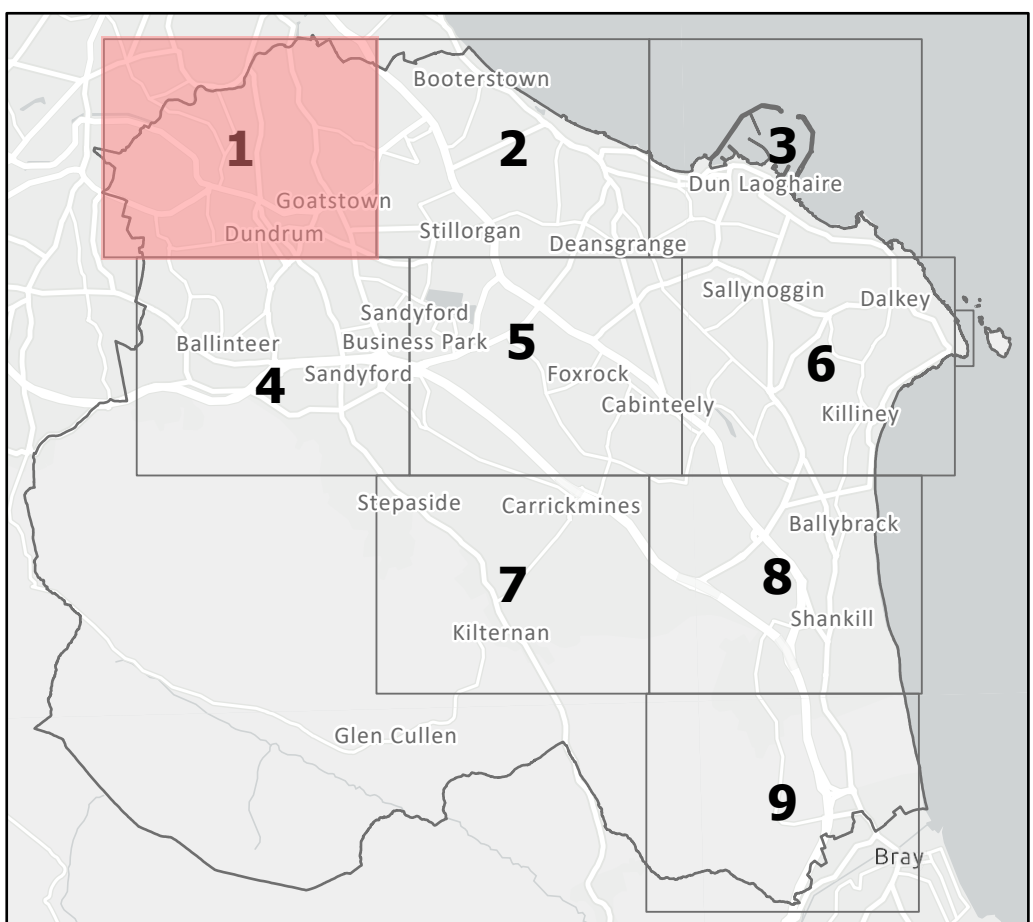 Booterstown
1
2
3
Dun Laoghaire
Goatstown
Dundrum
Stillorgan
Deansgrange
Sallynoggin
Dalkey
Sandyford
Business Park
Ballinteer
5
6
Sandyford
4
Foxrock
Cabinteely
Killiney
Stepaside
Carrickmines
Ballybrack
7
8
Shankill
Kilternan
Glen Cullen
9
Bray